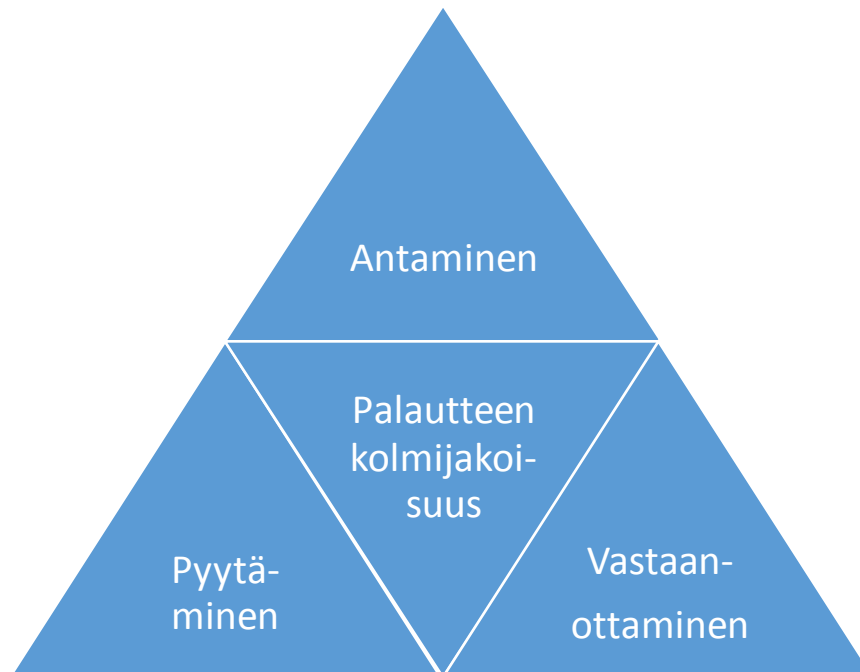 Antaminen
Palautteen
kolmijakoi-
suus
Pyytä-
minen
Vastaan-
ottaminen